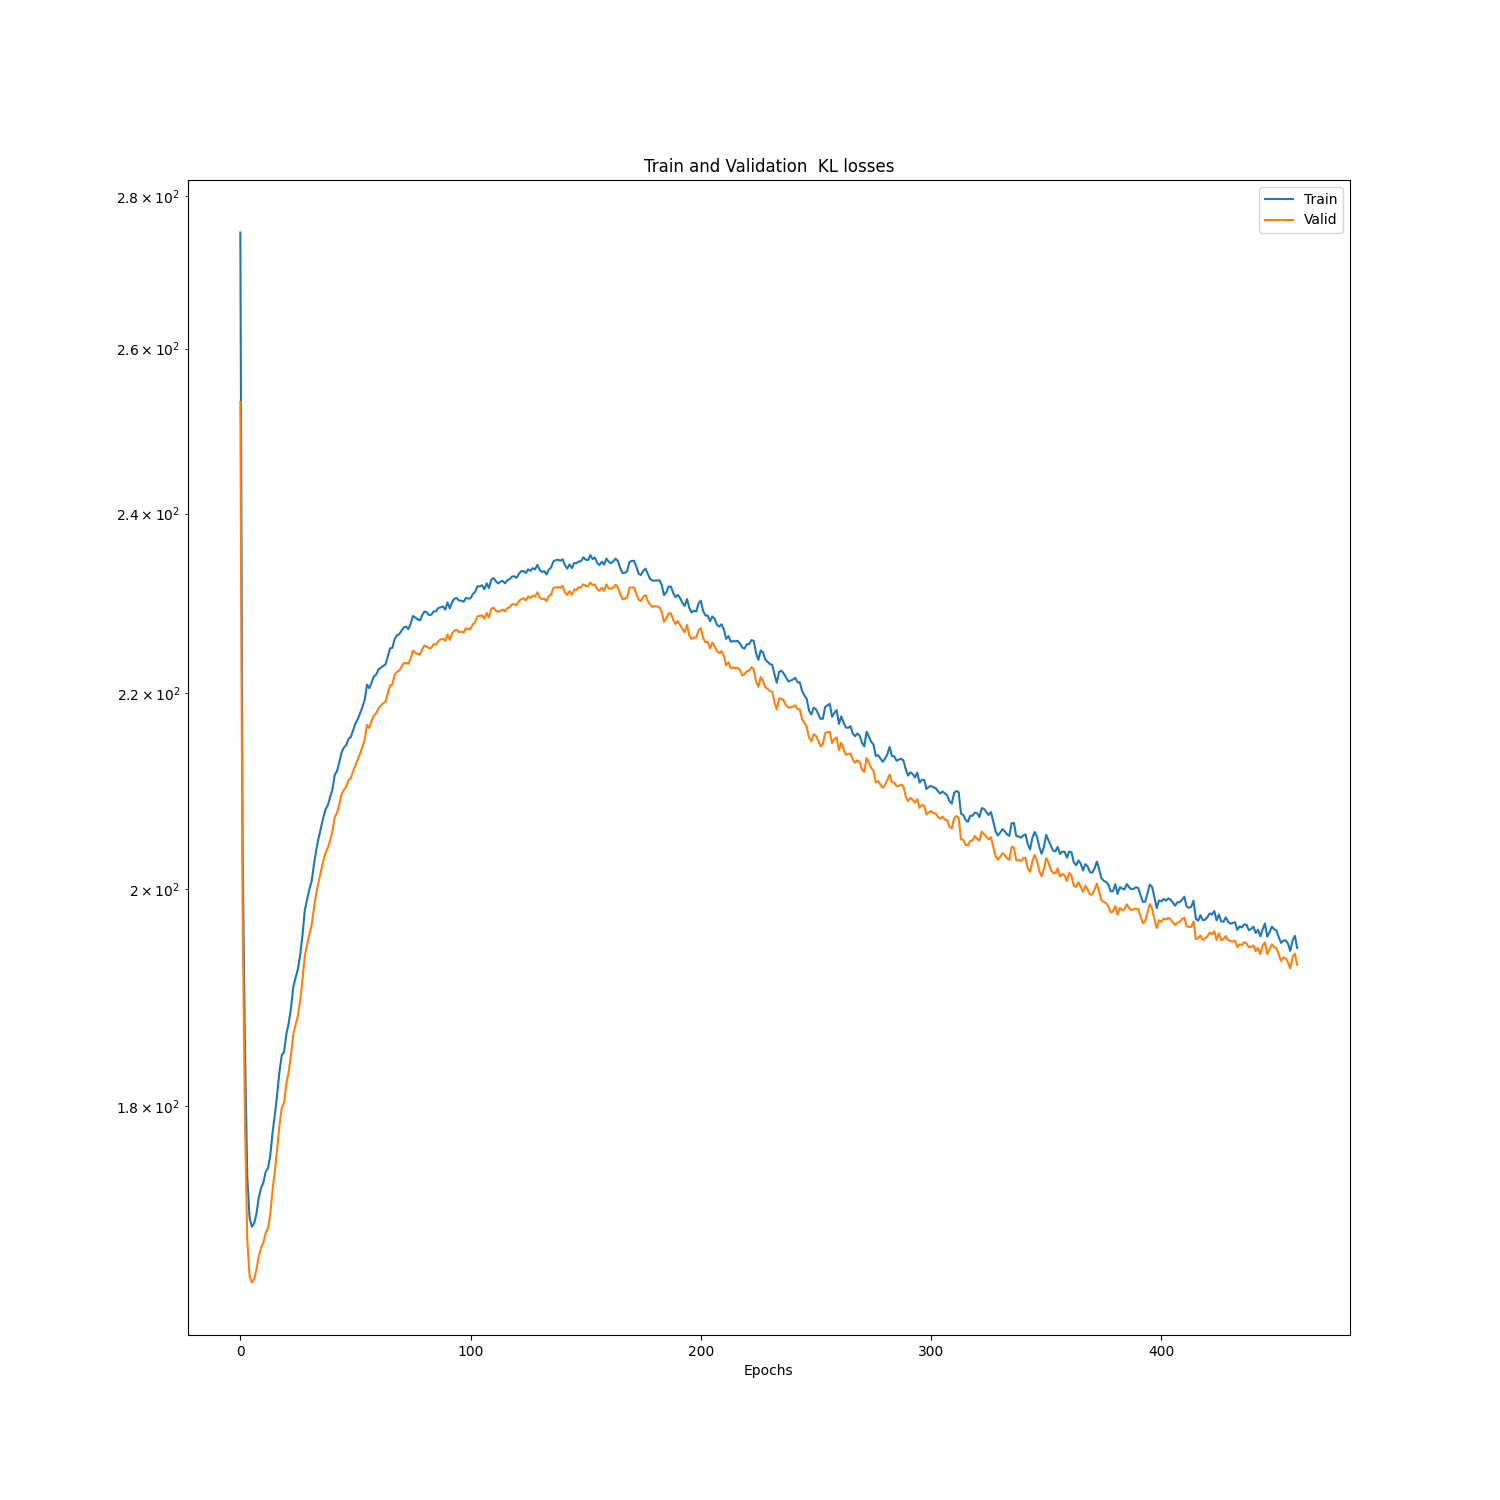 Train and Validation  KL losses
2.8 × 10²
2.6 × 10²
2.4 × 10²
2.2 × 10²
2 × 10²
1.8 × 10²
Train
Valid
0 100 200 300 400
Epochs